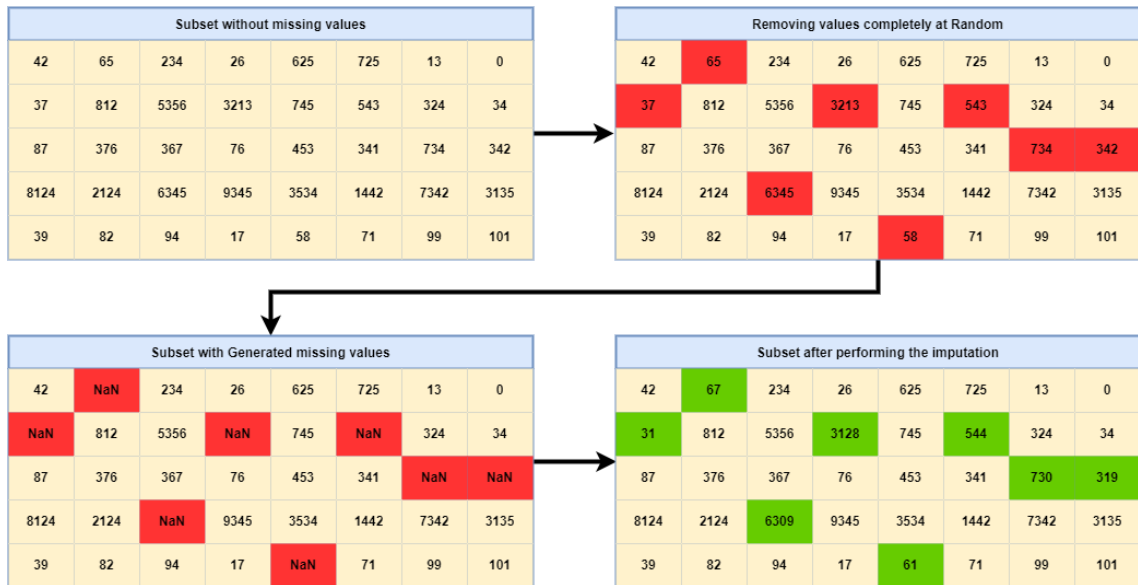 Subset without missing values
42 65 234 26 625 725 13 0
37 812 5356 3213 745 543 324 34
87 376 367 76 453 341 734 342
8124 2124 6345 9345 3534 1442 7342 3135
39 82 94 17 58 71 99 101
Removing values completely at Random
42 65 234 26 625 725 13 0
37 812 5356 3213 745 543 324 34
87 376 367 76 453 341 734 342
8124 2124 6345 9345 3534 1442 7342 3135
39 82 94 17 58 71 99 101
Subset with Generated missing values
42 NaN 234 26 625 725 13 0
NaN 812 5356 NaN 745 NaN 324 34
87 376 367 76 453 341 NaN NaN
8124 2124 NaN 9345 3534 1442 7342 3135
39 82 94 17 NaN 71 99 101
Subset after performing the imputation
42 67 234 26 625 725 13 0
31 812 5356 3128 745 544 324 34
87 376 367 76 453 341 730 319
8124 2124 6309 9345 3534 1442 7342 3135
39 82 94 17 61 71 99 101